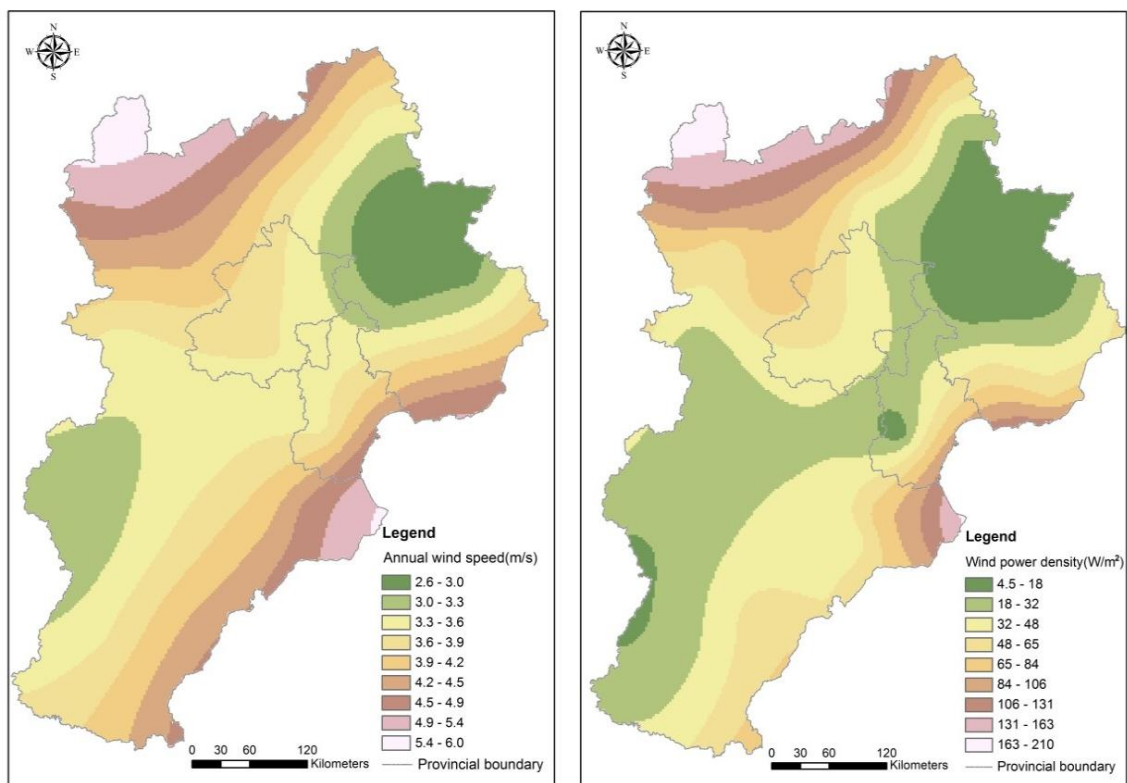 N
W E
S
Legend
Annual wind speed(m/s)
2.6 - 3.0
3.0 - 3.3
3.3 - 3.6
3.6 - 3.9
3.9 - 4.2
4.2 - 4.5
4.5 - 4.9
4.9 - 5.4
5.4 - 6.0
Provincial boundary
0 30 60 120
Kilometers
N
W E
S
Legend
Wind power density(W/m²)
4.5 - 18
18 - 32
32 - 48
48 - 65
65 - 84
84 - 106
106 - 131
131 - 163
163 - 210
Provincial boundary
0 30 60 120
Kilometers